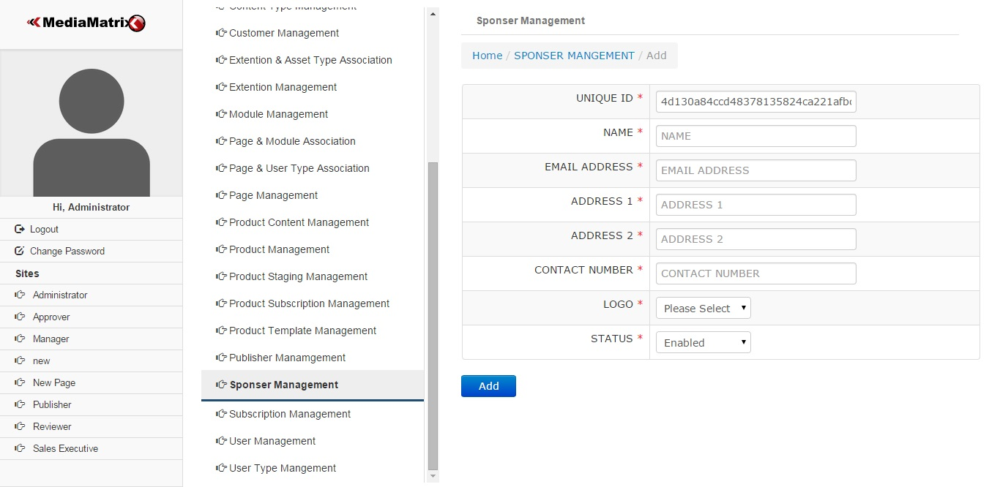 MediaMatrix
Hi, Administrator
Logout
Change Password
Sites
Administrator
Approver
Manager
new
New Page
Publisher
Reviewer
Sales Executive
Content Type Management
Customer Management
Extention & Asset Type Association
Extention Management
Module Management
Page & Module Association
Page & User Type Association
Page Management
Product Content Management
Product Management
Product Staging Management
Product Subscription Management
Product Template Management
Publisher Manamgement
Sponser Management
Subscription Management
User Management
User Type Mangement
Sponser Management
Home / SPONSER MANGEMENT / Add
UNIQUE ID * 4d130a84ccd48378135824ca221afb
NAME * NAME
EMAIL ADDRESS * EMAIL ADDRESS
ADDRESS 1 * ADDRESS 1
ADDRESS 2 * ADDRESS 2
CONTACT NUMBER * CONTACT NUMBER
LOGO * Please Select
STATUS * Enabled
Add